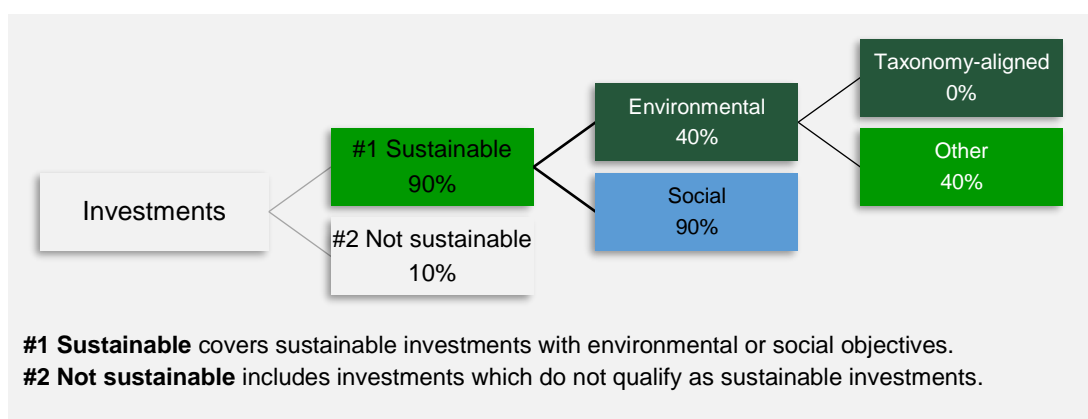 Investments
#1 Sustainable
90%
#2 Not sustainable
10%
Environmental
40%
Social
90%
Taxonomy-aligned
0%
Other
40%
#1 Sustainable covers sustainable investments with environmental or social objectives.
#2 Not sustainable includes investments which do not qualify as sustainable investments.